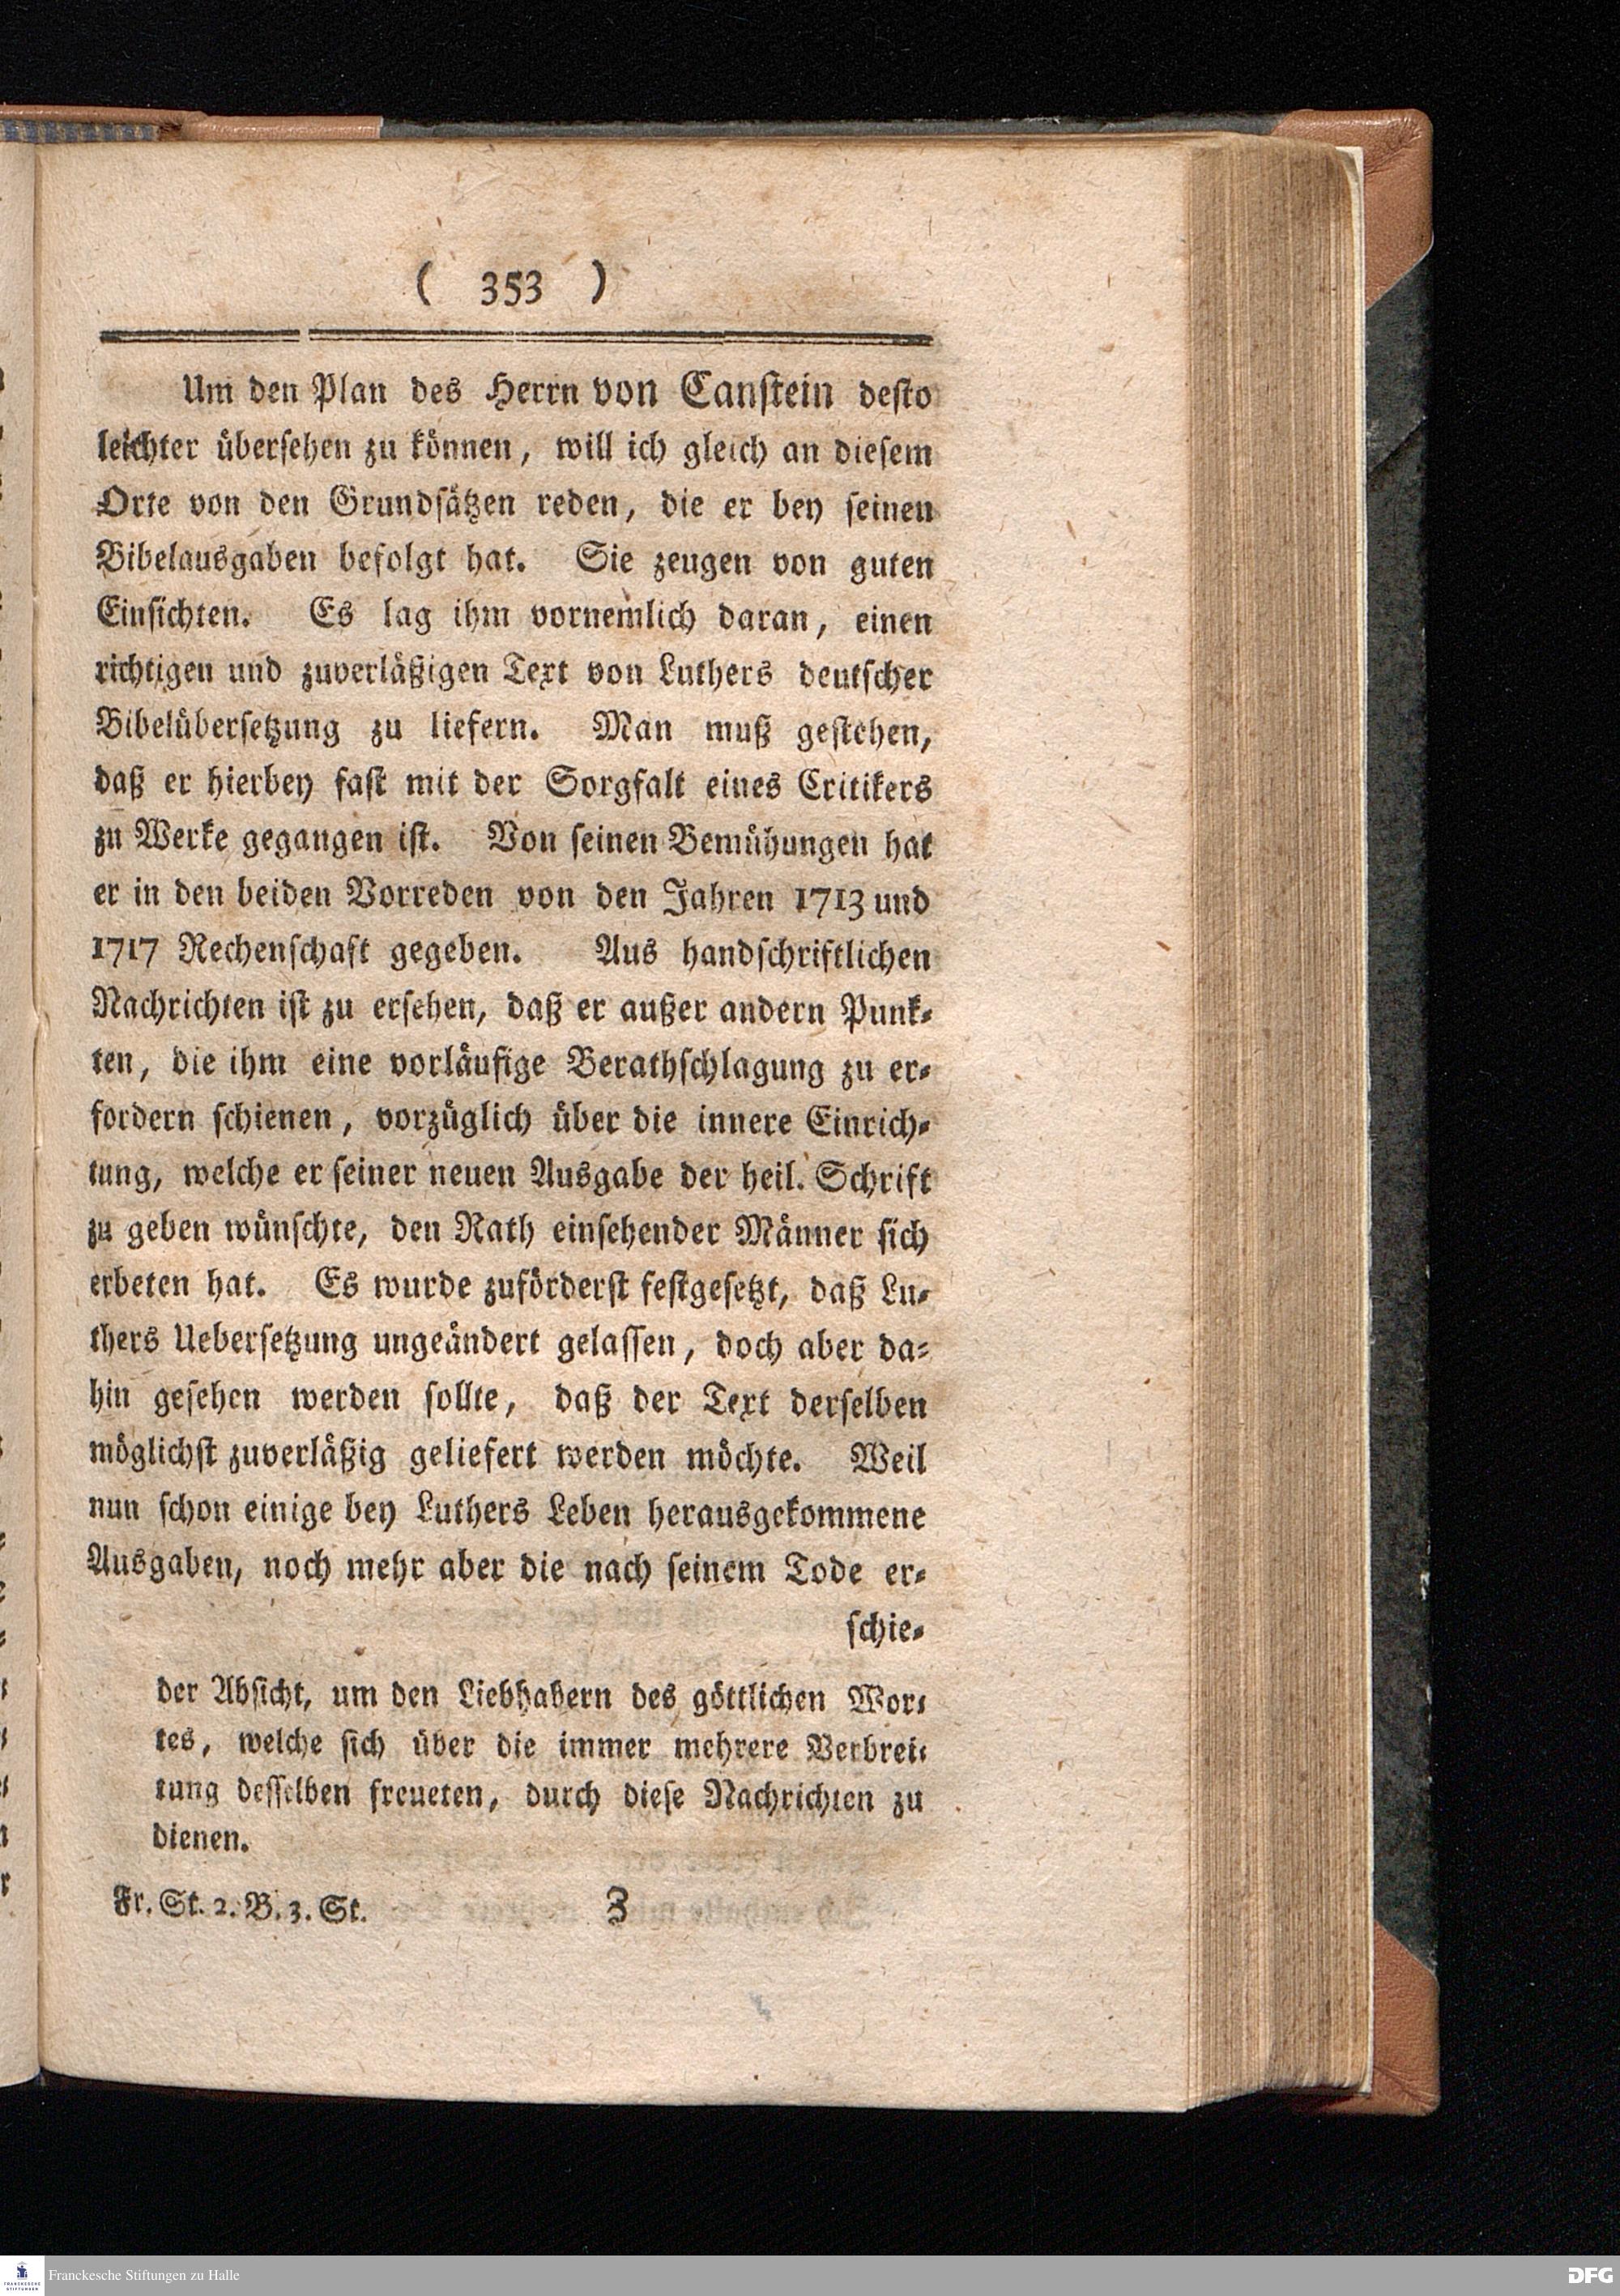 ( 353 )
Um den Plan des Herrn von Canstein desto
leichter übersehen zu können, will ich gleich an diesem
Orte von den Grundsätzen reden, die er bey seinen
Bibelausgaben befolgt hat. Sie zeugen von guten
Einsichten. Es lag ihm vornemlich daran, einen
richtigen und zuverläßigen Text von Luthers deutscher
Bibelübersetzung zu liefern. Man muß gestehen,
daß er hierbey fast mit der Sorgfalt eines Critikers
zu Werke gegangen ist. Von seinen Bemühungen hat
er in den beiden Vorreden von den Jahren 1713 und
1717 Rechenschaft gegeben. Aus handschriftlichen
Nachrichten ist zu ersehen, daß er außer andern Punk-
ten, die ihm eine vorläufige Berathschlagung zu er-
fordern schienen, vorzüglich über die innere Einrich-
tung, welche er seiner neuen Ausgabe der heil. Schrift
zu geben wünschte, den Rath einsehender Männer sich
erbeten hat. Es wurde zuförderst festgesetzt, daß Lu-
thers Uebersetzung ungeändert gelassen, doch aber da-
hin gesehen werden sollte, daß der Text derselben
möglichst zuverläßig geliefert werden möchte. Weil
nun schon einige bey Luthers Leben herausgekommene
Ausgaben, noch mehr aber die nach seinem Tode er-
schie-
der Absicht, um den Liebhabern des göttlichen Wor-
tes, welche sich über die immer mehrere Verbrei-
tung desselben freueten, durch diese Nachrichten zu
dienen.
Fr. St. 2. B. 3. St. Z
FRANCKESCHE
STIFTUNGEN
Franckesche Stiftungen zu Halle
DFG